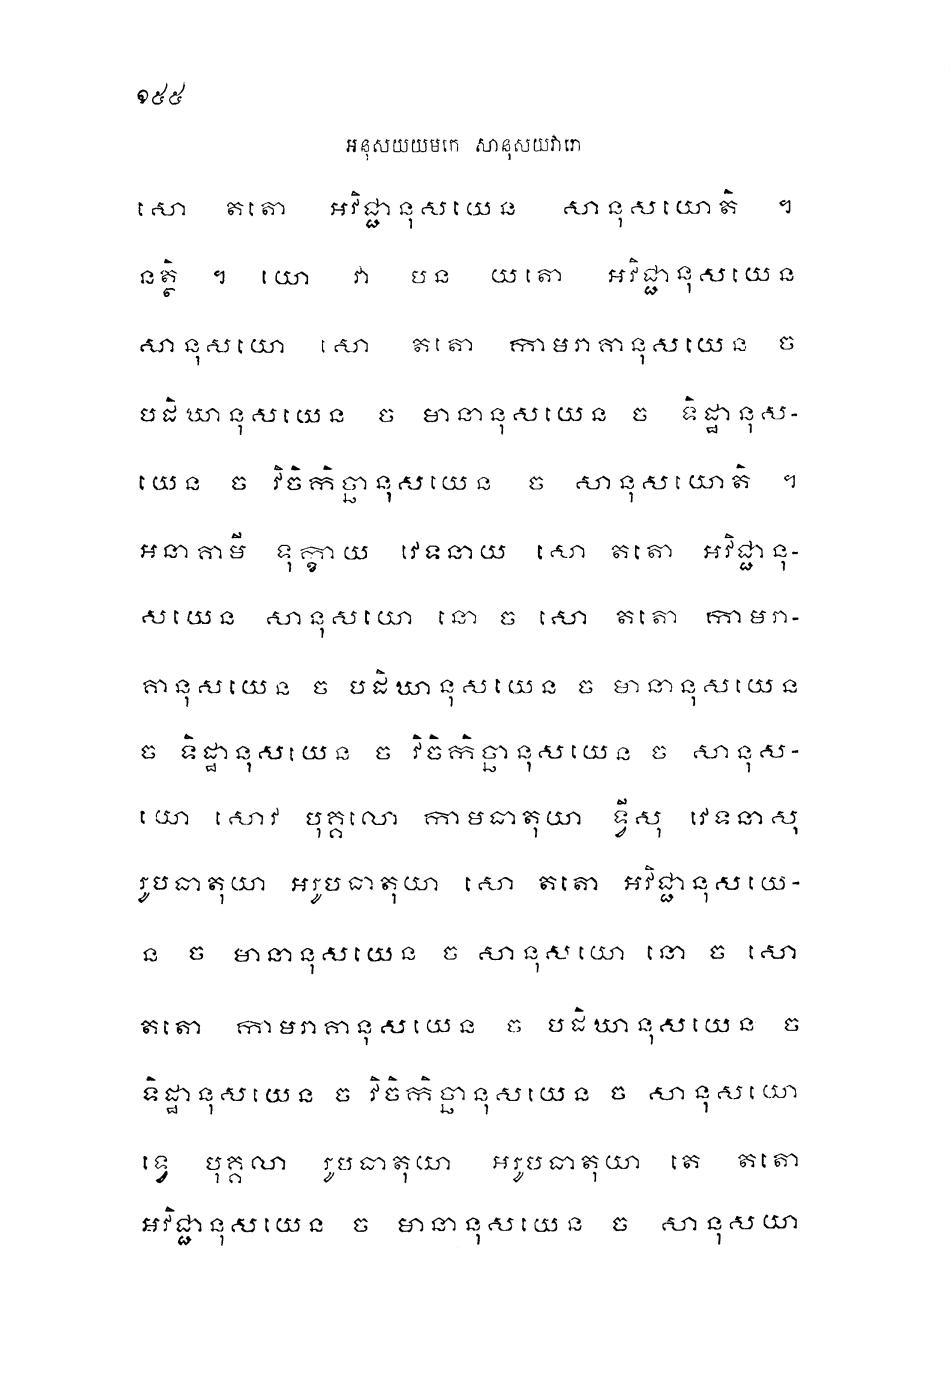 ១៥៥
អនុសយយមកេ សានុសយវារោ
សោ តតោ អវិជ្ជានុសយេន សានុសយោតិ ។
នត្ថិ ។ យោ វា បន យតោ អវិជ្ជានុសយេន
សានុសយោ សោ តតោ កាមរាគានុសយេន ច
បដិឃានុសយេន ច មានានុសយេន ច ទិដ្ឋានុស-
យេន ច វិចិកិច្ឆានុសយេន ច សានុសយោតិ ។
អនាគាមី ទុក្ខាយ វេទនាយ សោ តតោ អវិជ្ជានុ-
សយេន សានុសយោ នោ ច សោ តតោ កាមរា-
គានុសយេន ច បដិឃានុសយេន ច មានានុសយេន
ច ទិដ្ឋានុសយេន ច វិចិកិច្ឆានុសយេន ច សានុស-
យោ សោវ បុគ្គលោ កាមធាតុយា ទ្វីសុ វេទនាសុ
រូបធាតុយា អរូបធាតុយា សោ តតោ អវិជ្ជានុសយេ-
ន ច មានានុសយេន ច សានុសយោ នោ ច សោ
តតោ កាមរាគានុសយេន ច បដិឃានុសយេន ច
ទិដ្ឋានុសយេន ច វិចិកិច្ឆានុសយេន ច សានុសយោ
ទ្វេ បុគ្គលា រូបធាតុយា អរូបធាតុយា តេ តតោ
អវិជ្ជានុសយេន ច មានានុសយេន ច សានុសយា